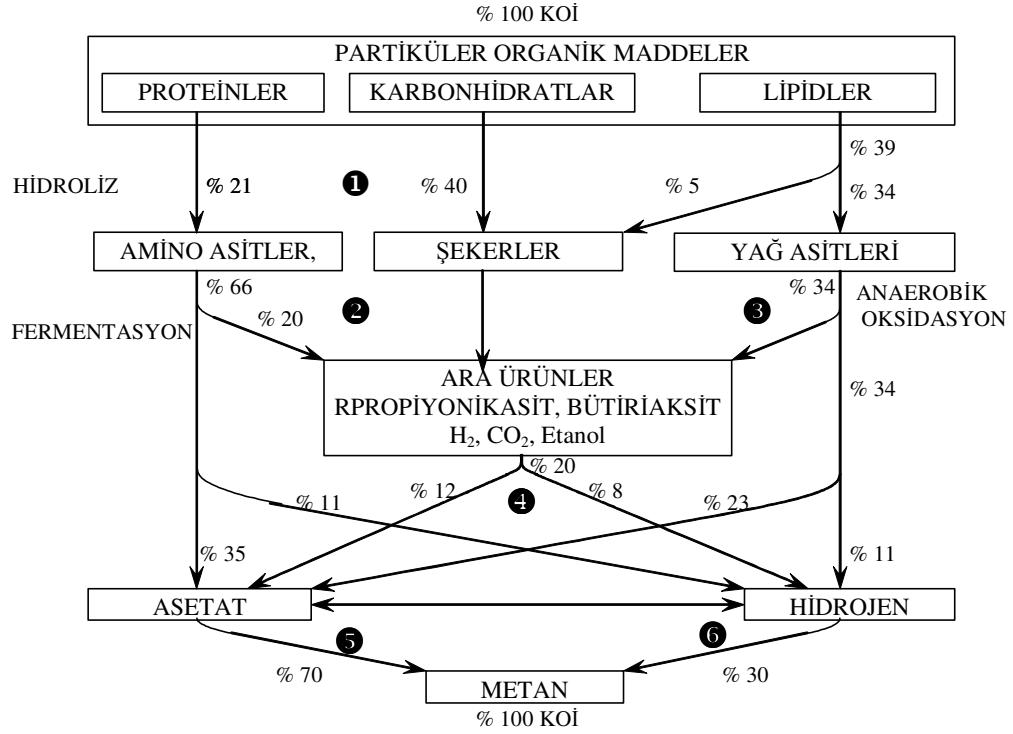 % 100 KOİ
PARTİKÜLER ORGANİK MADDELER
PROTEİNLER
KARBONHİDRATLAR
LİPİDLER
% 39
HİDROLİZ
% 21
❶
% 40
% 5
% 34
AMİNO ASİTLER,
ŞEKERLER
YAĞ ASİTLERİ
% 66
% 34
ANAEROBİK
OKSİDASYON
FERMENTASYON
% 20
❷
❸
ARA ÜRÜNLER
RPROPİYONİKASİT, BÜTİRİAKSİT
H₂, CO₂, Etanol
% 34
% 20
% 11
% 12
❹
% 8
% 23
% 35
% 11
ASETAT
HİDROJEN
❺
❻
% 70
% 30
METAN
% 100 KOİ